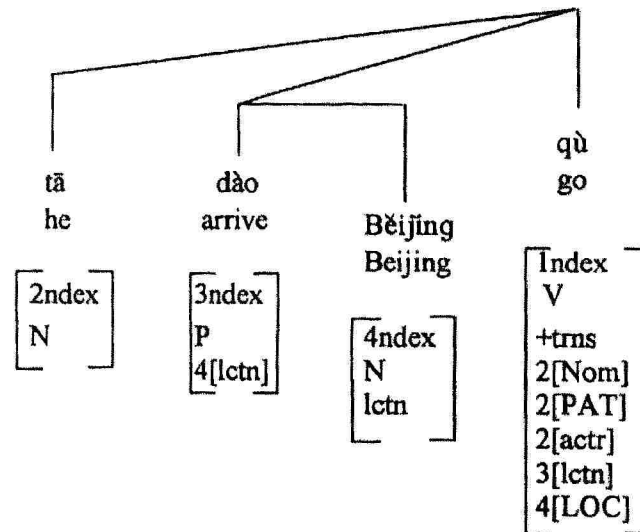 tā
he
2ndex
N
dào
arrive
3ndex
P
4[lctn]
Běijīng
Beijing
4ndex
N
lctn
qù
go
1ndex
V
+trns
2[Nom]
2[PAT]
2[actr]
3[lctn]
4[LOC]